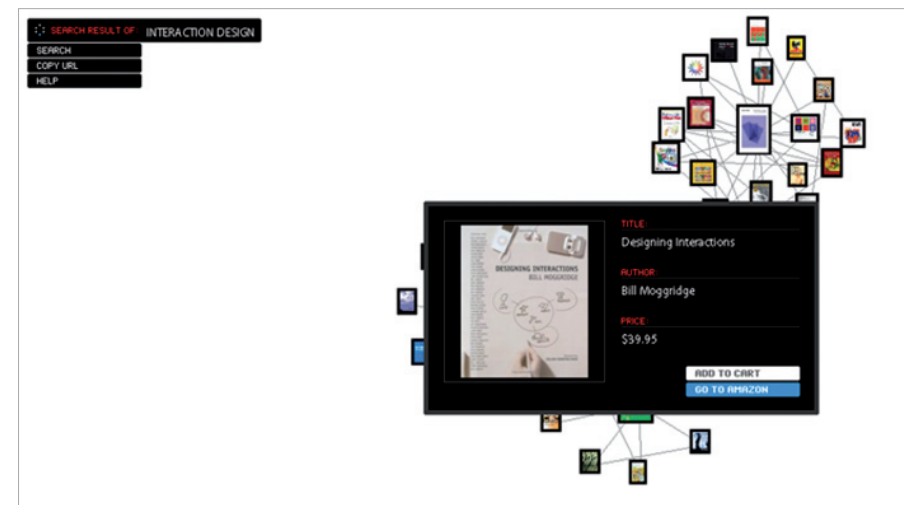 SEARCH RESULT OF: INTERACTION DESIGN
SEARCH
COPY URL
HELP
DESIGNING INTERACTIONS
BILL MOGGRIDGE
TITLE:
Designing Interactions
AUTHOR:
Bill Moggridge
PRICE:
$39.95
ADD TO CART
GO TO AMAZON